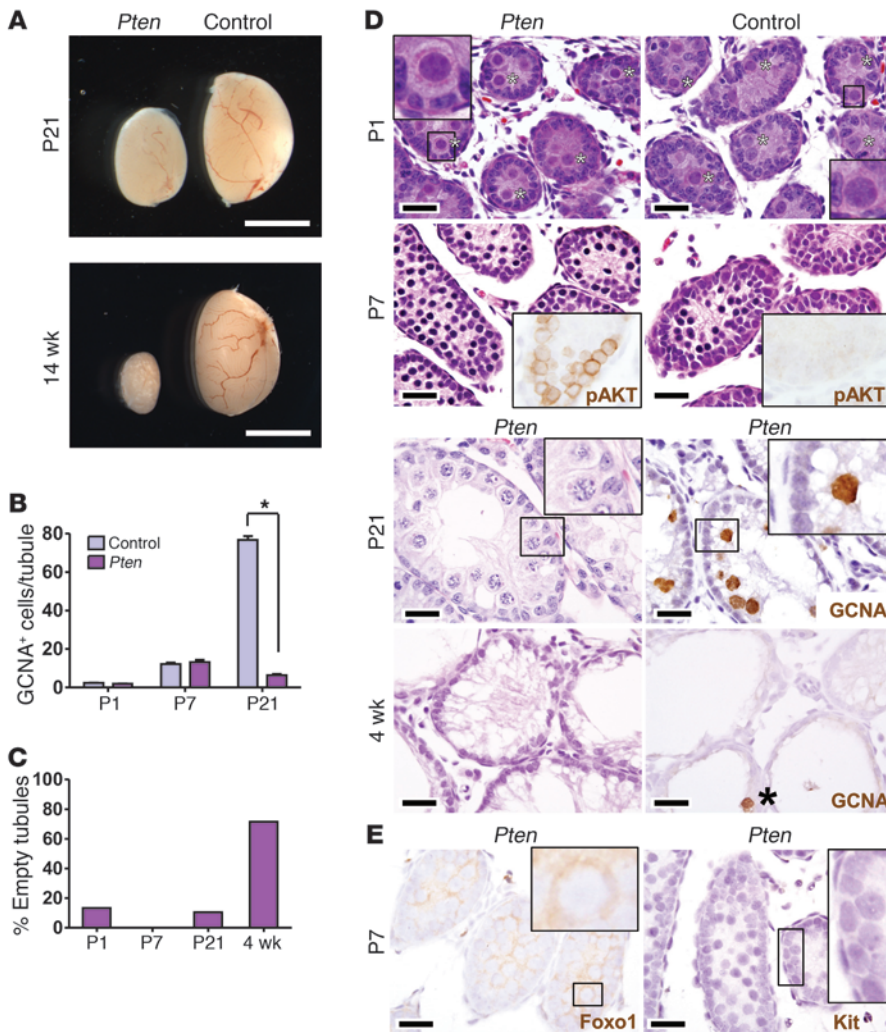 A
Pten Control
P21
14 wk
B
GCNA⁺ cells/tubule
80
60
40
20
0
Control
Pten
*
P1 P7 P21
C
% Empty tubules
100
80
60
40
20
0
P1 P7 P21 4 wk
D
Pten Control
P1
* * * * *
* * * * *
P7
pAKT pAKT
Pten Pten
P21
GCNA
4 wk
* GCNA
E
Pten Pten
P7
Foxo1 Kit